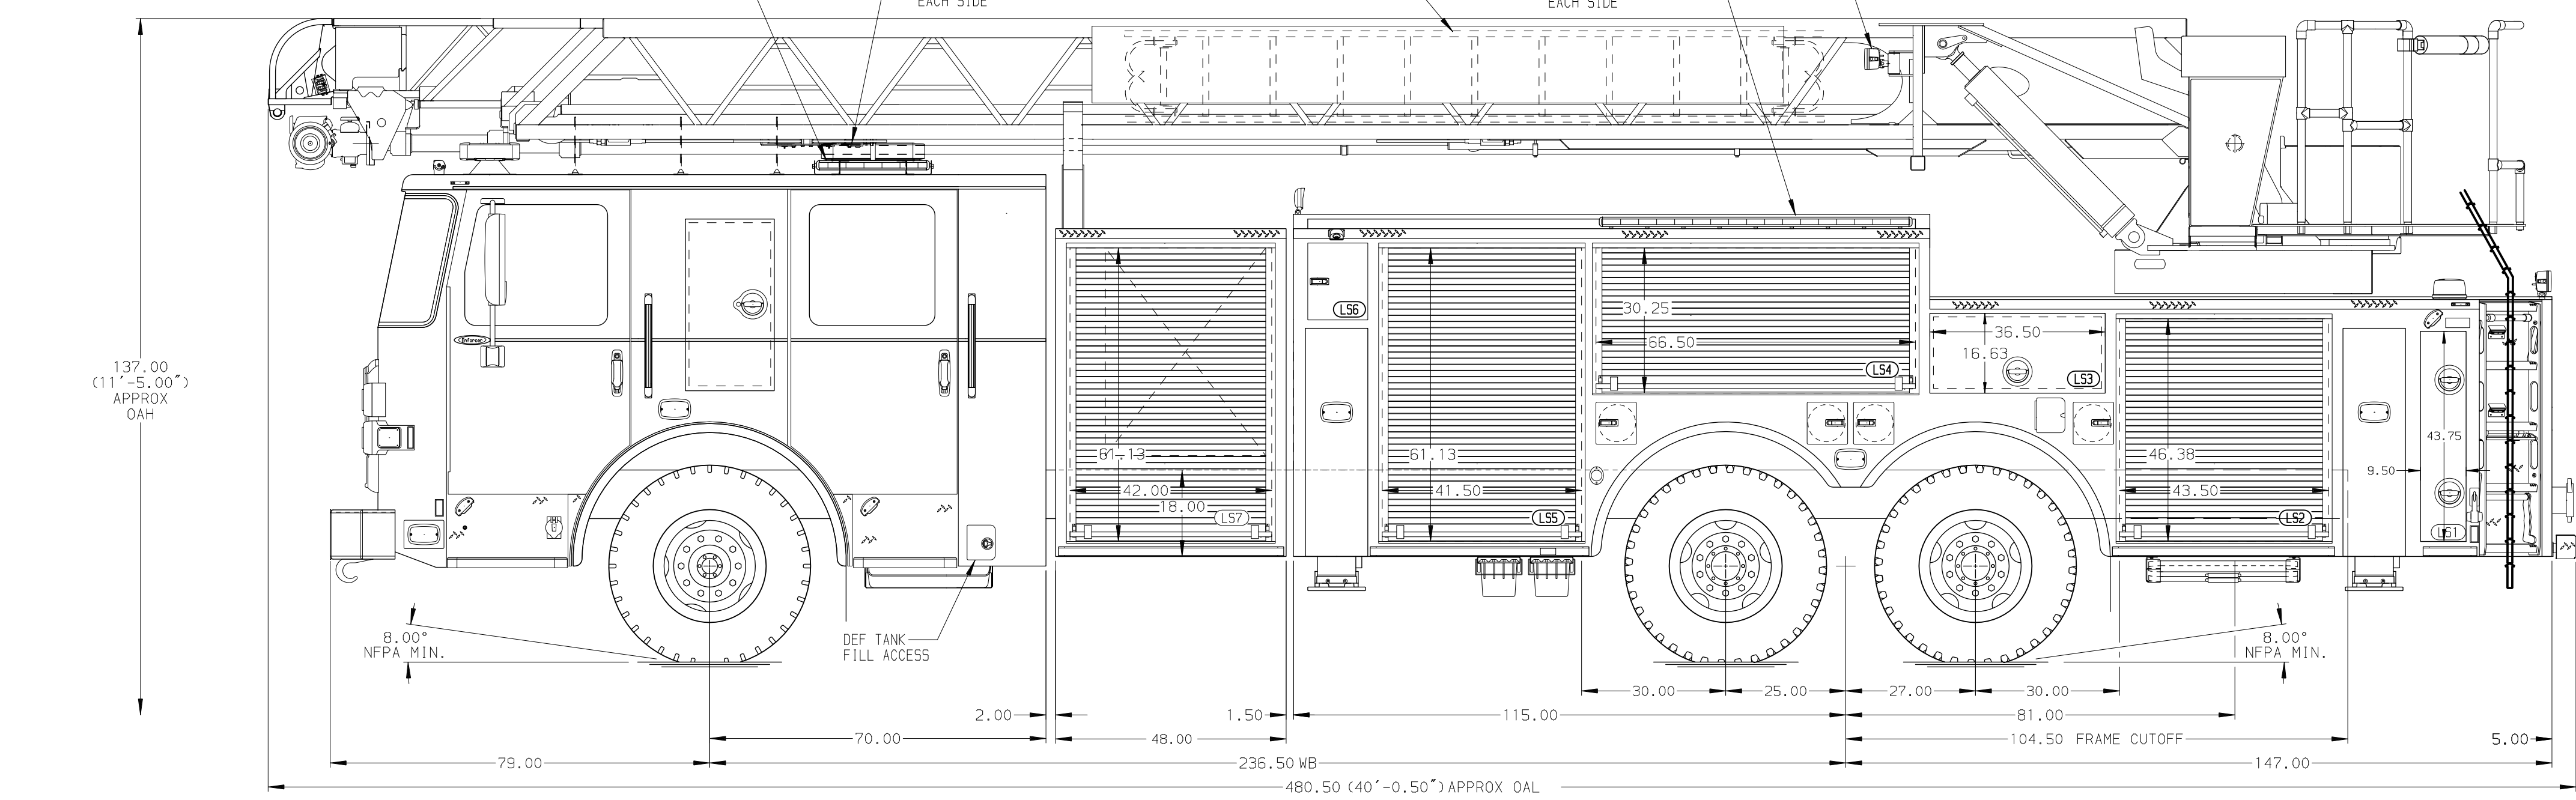 EACH SIDE
EACH SIDE
137.00
(11'-5.00")
APPROX
OAH
Enforcer
LS6
30.25
66.50
LS4
36.50
16.63
LS3
61.13
42.00
18.00
LS7
61.13
41.50
LS5
46.38
43.50
LS2
43.75
9.50
LS1
8.00°
NFPA MIN.
DEF TANK
FILL ACCESS
8.00°
NFPA MIN.
30.00
25.00
27.00
30.00
2.00
1.50
115.00
81.00
70.00
48.00
104.50 FRAME CUTOFF
5.00
79.00
236.50 WB
147.00
480.50 (40'-0.50") APPROX OAL